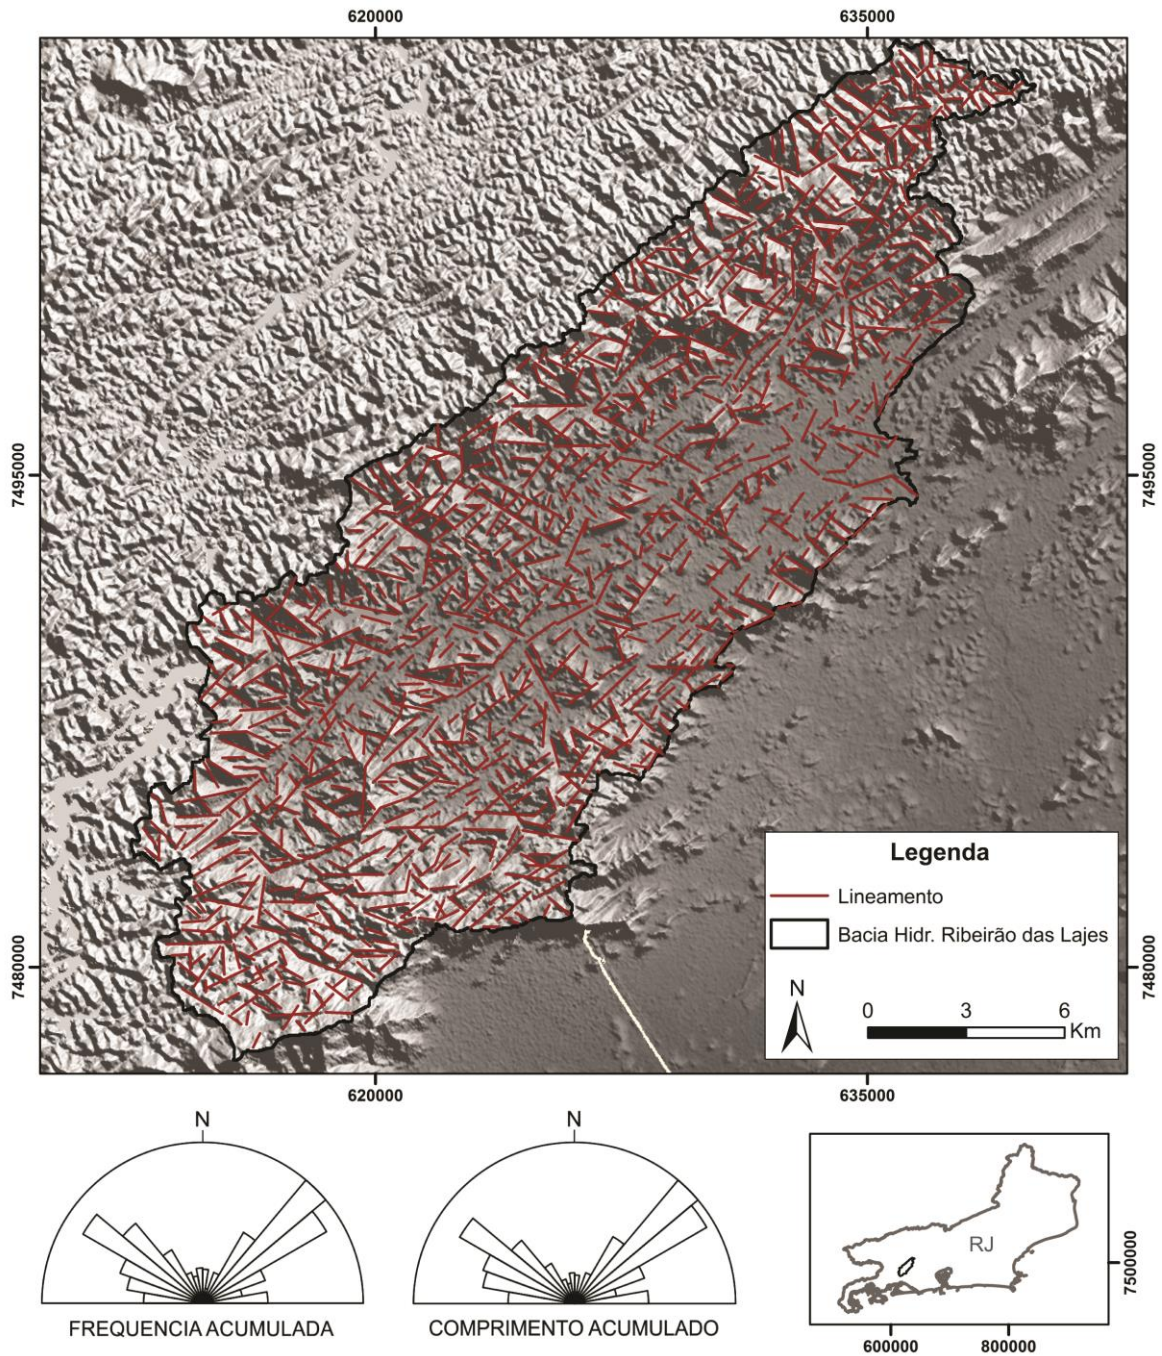 620000 635000
7495000 7495000
Legenda
Lineamento
Bacia Hidr. Ribeirão das Lajes
N
0 3 6
Km
7480000 7480000
620000 635000
N N
FREQUENCIA ACUMULADA COMPRIMENTO ACUMULADO
RJ
7500000
600000 800000